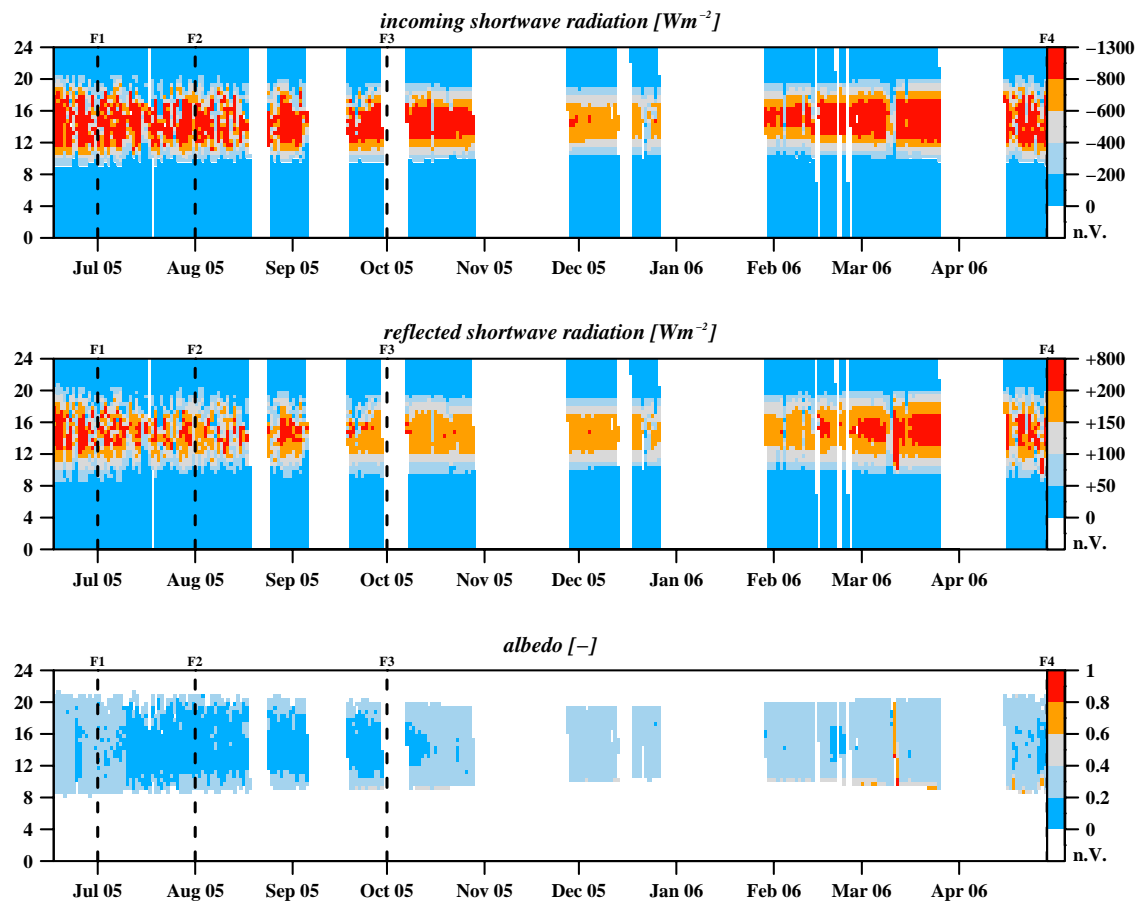 incoming shortwave radiation [Wm⁻²]
F1 F2 F3 F4
24 −1300
20 −800
16 −600
12 −400
8 −200
4 0
0 n.V.
Jul 05 Aug 05 Sep 05 Oct 05 Nov 05 Dec 05 Jan 06 Feb 06 Mar 06 Apr 06
reflected shortwave radiation [Wm⁻²]
F1 F2 F3 F4
24 +800
20 +200
16 +150
12 +100
8 +50
4 0
0 n.V.
Jul 05 Aug 05 Sep 05 Oct 05 Nov 05 Dec 05 Jan 06 Feb 06 Mar 06 Apr 06
albedo [−]
F1 F2 F3 F4
24 1
20 0.8
16 0.6
12 0.4
8 0.2
4 0
0 n.V.
Jul 05 Aug 05 Sep 05 Oct 05 Nov 05 Dec 05 Jan 06 Feb 06 Mar 06 Apr 06